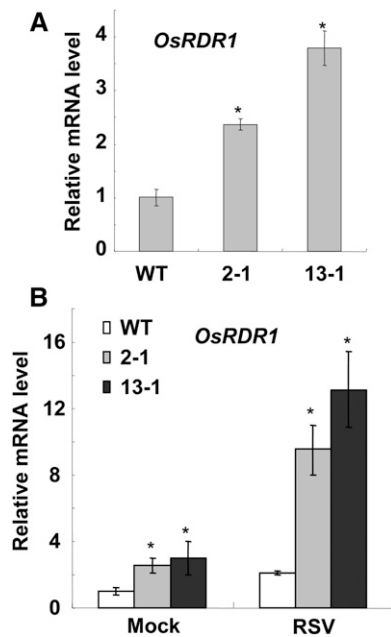 A
OsRDR1
Relative mRNA level
4
3
2
1
0
*
*
WT
2-1
13-1
B
OsRDR1
Relative mRNA level
16
12
8
4
0
WT
2-1
13-1
*
*
*
*
Mock
RSV